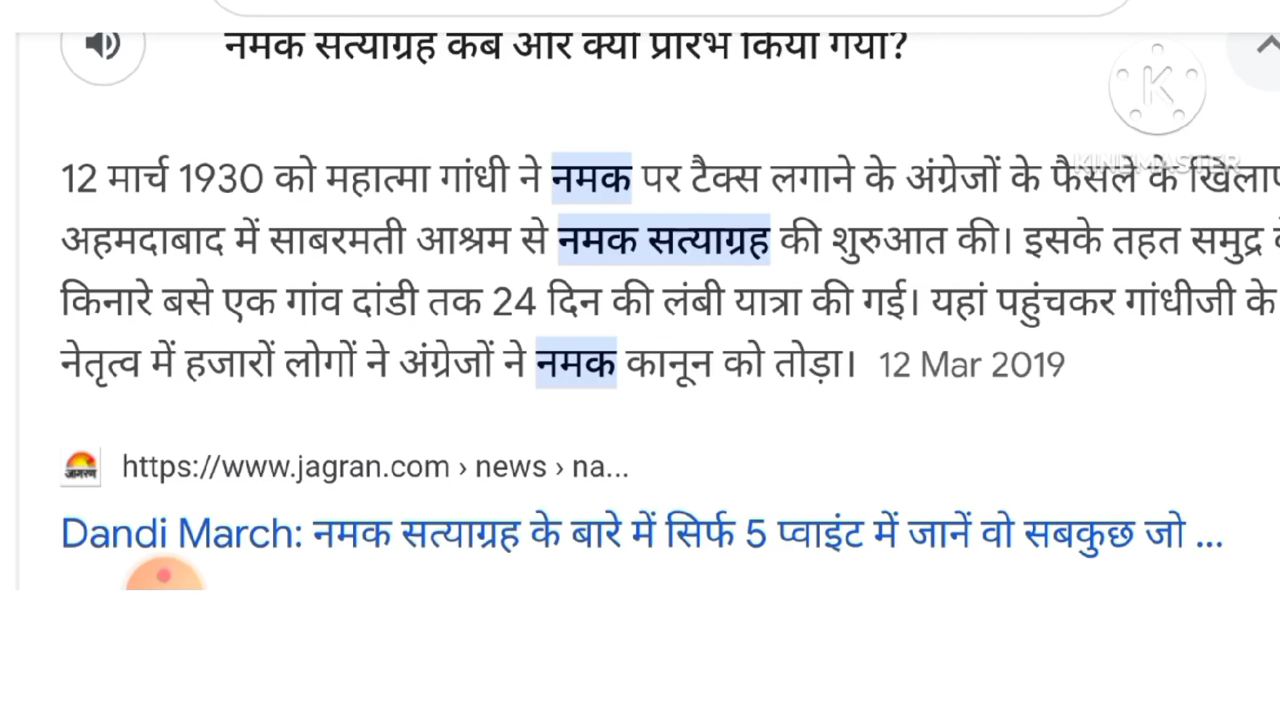 नमक सत्याग्रह कब और क्यों प्रारंभ किया गया?
12 मार्च 1930 को महात्मा गांधी ने नमक पर टैक्स लगाने के अंग्रेजों के फैसले के
KINEMASTER
अहमदाबाद में साबरमती आश्रम से नमक सत्याग्रह की शुरुआत की। इसके तहत समुद्र
किनारे बसे एक गांव दांडी तक 24 दिन की लंबी यात्रा की गई। यहां पहुंचकर गांधीजी के
नेतृत्व में हजारों लोगों ने अंग्रेजों ने नमक कानून को तोड़ा। 12 Mar 2019
जागरण https://www.jagran.com › news › na...
Dandi March: नमक सत्याग्रह के बारे में सिर्फ 5 प्वाइंट में जानें वो सबकुछ जो ...